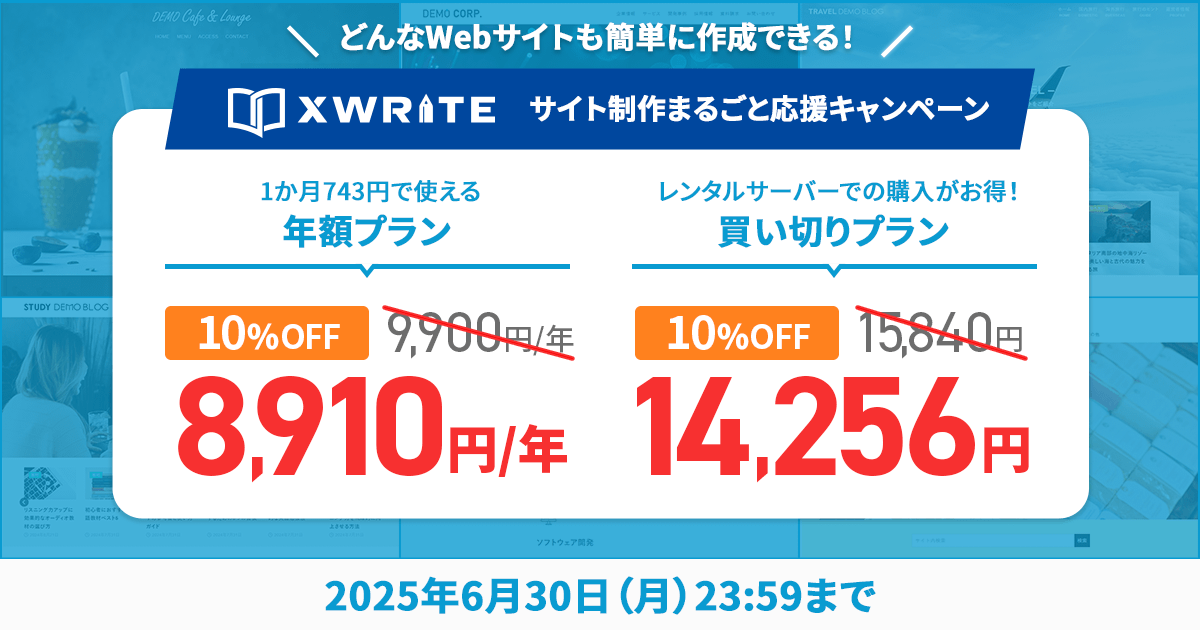 DEMO Cafe & Lounge
HOME MENU ACCESS CONTACT
DEMO CORP.
TRAVEL DEMO BLOG
どんなWebサイトも簡単に作成できる!
XWRITE サイト制作まるごと応援キャンペーン
1か月743円で使える
年額プラン
10%OFF 9,900円/年
8,910円/年
レンタルサーバーでの購入がお得!
買い切りプラン
10%OFF 15,840円
14,256円
STUDY DEMO BLOG
ソフトウェア開発
検索
2025年6月30日(月)23:59まで